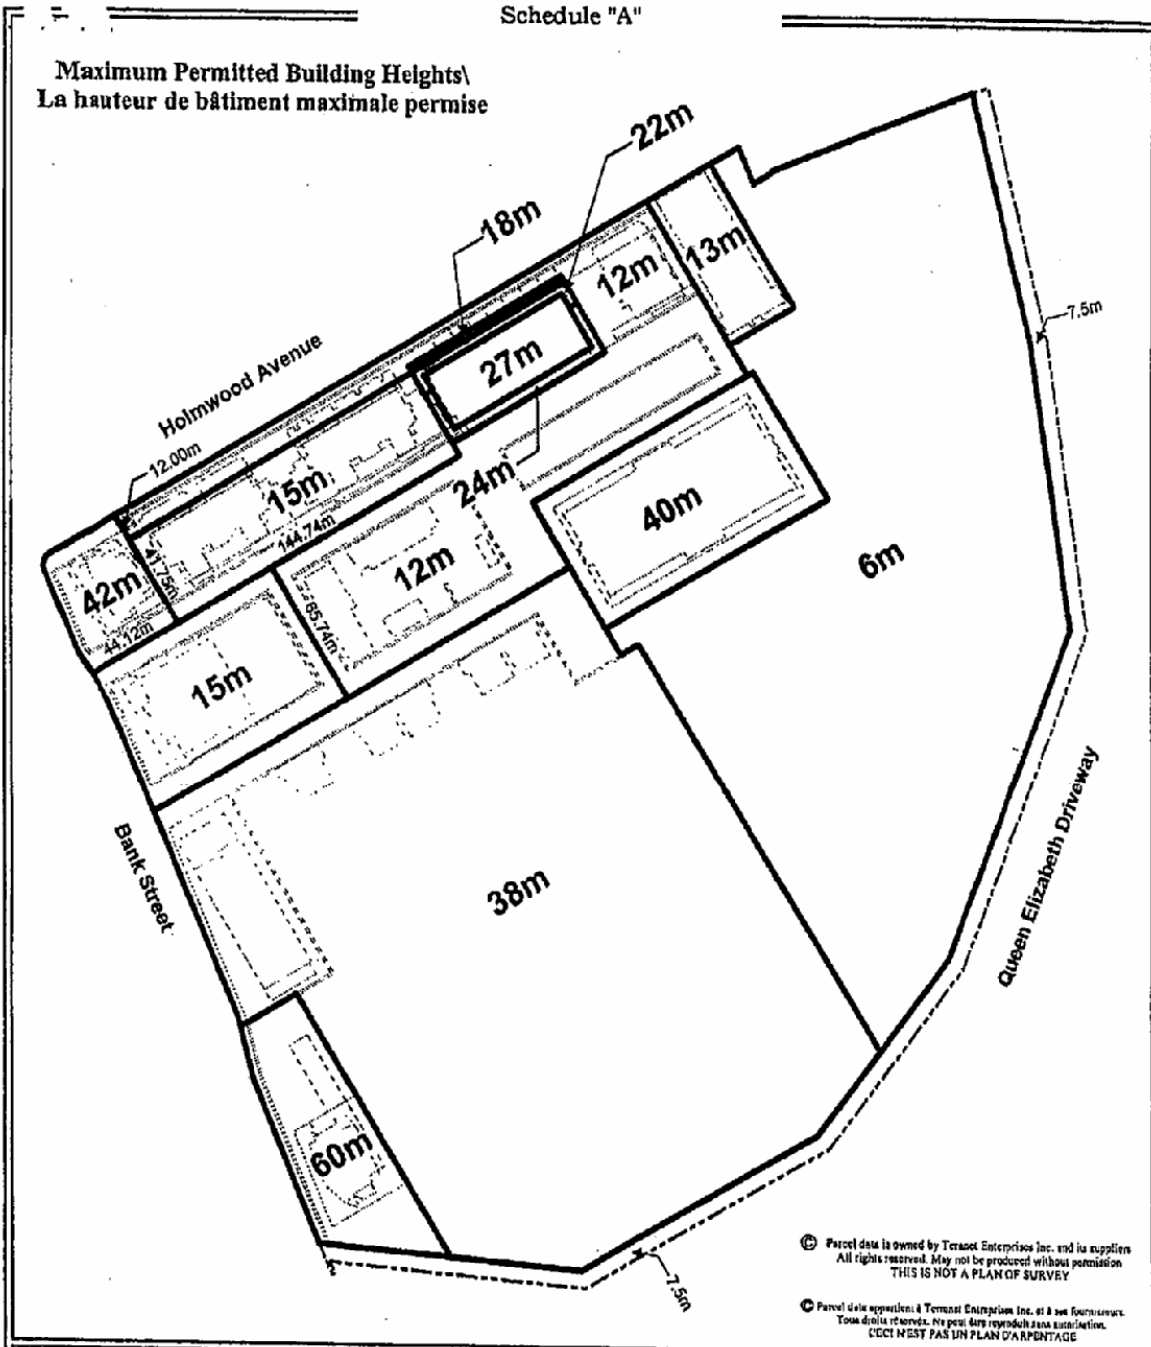 Schedule "A"
Maximum Permitted Building Heights\
La hauteur de bâtiment maximale permise
22m
18m
13m
12m
7.5m
27m
Holmwood Avenue
12.00m
24m
15m
144.74m
40m
12m
6m
42m
41.75m
44.12m
65.74m
15m
Bank Street
38m
Queen Elizabeth Driveway
60m
7.5m
© Parcel data is owned by Teranet Enterprises Inc. and its suppliers
All rights reserved. May not be produced without permission
THIS IS NOT A PLAN OF SURVEY
© Parcel data appartient à Teranet Entreprises Inc. et à ses fournisseurs.
Tous droits réservés. Ne peut être reproduit sans autorisation.
CECI N'EST PAS UN PLAN D'ARPENTAGE